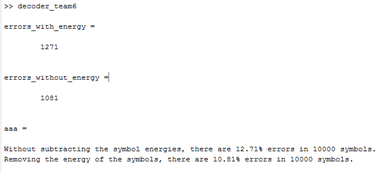 >> decoder_team6
errors_with_energy =
1271
errors_without_energy =
1081
aaa =
Without subtracting the symbol energies, there are 12.71% errors in 10000 symbols.
Removing the energy of the symbols, there are 10.81% errors in 10000 symbols.